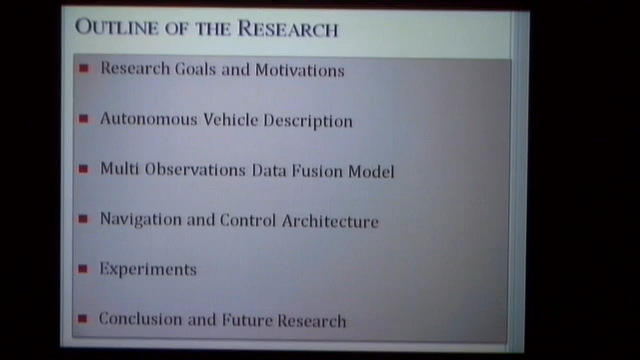 OUTLINE OF THE RESEARCH
Research Goals and Motivations
Autonomous Vehicle Description
Multi Observations Data Fusion Model
Navigation and Control Architecture
Experiments
Conclusion and Future Research